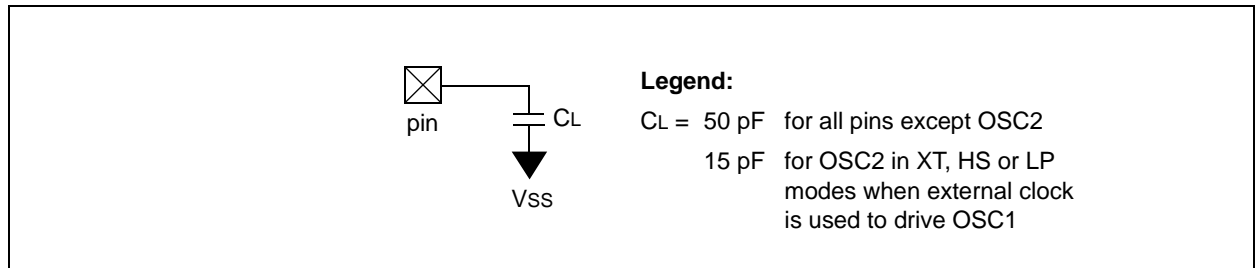 pin
CL
VSS
Legend:
CL = 50 pF for all pins except OSC2
15 pF for OSC2 in XT, HS or LP
modes when external clock
is used to drive OSC1